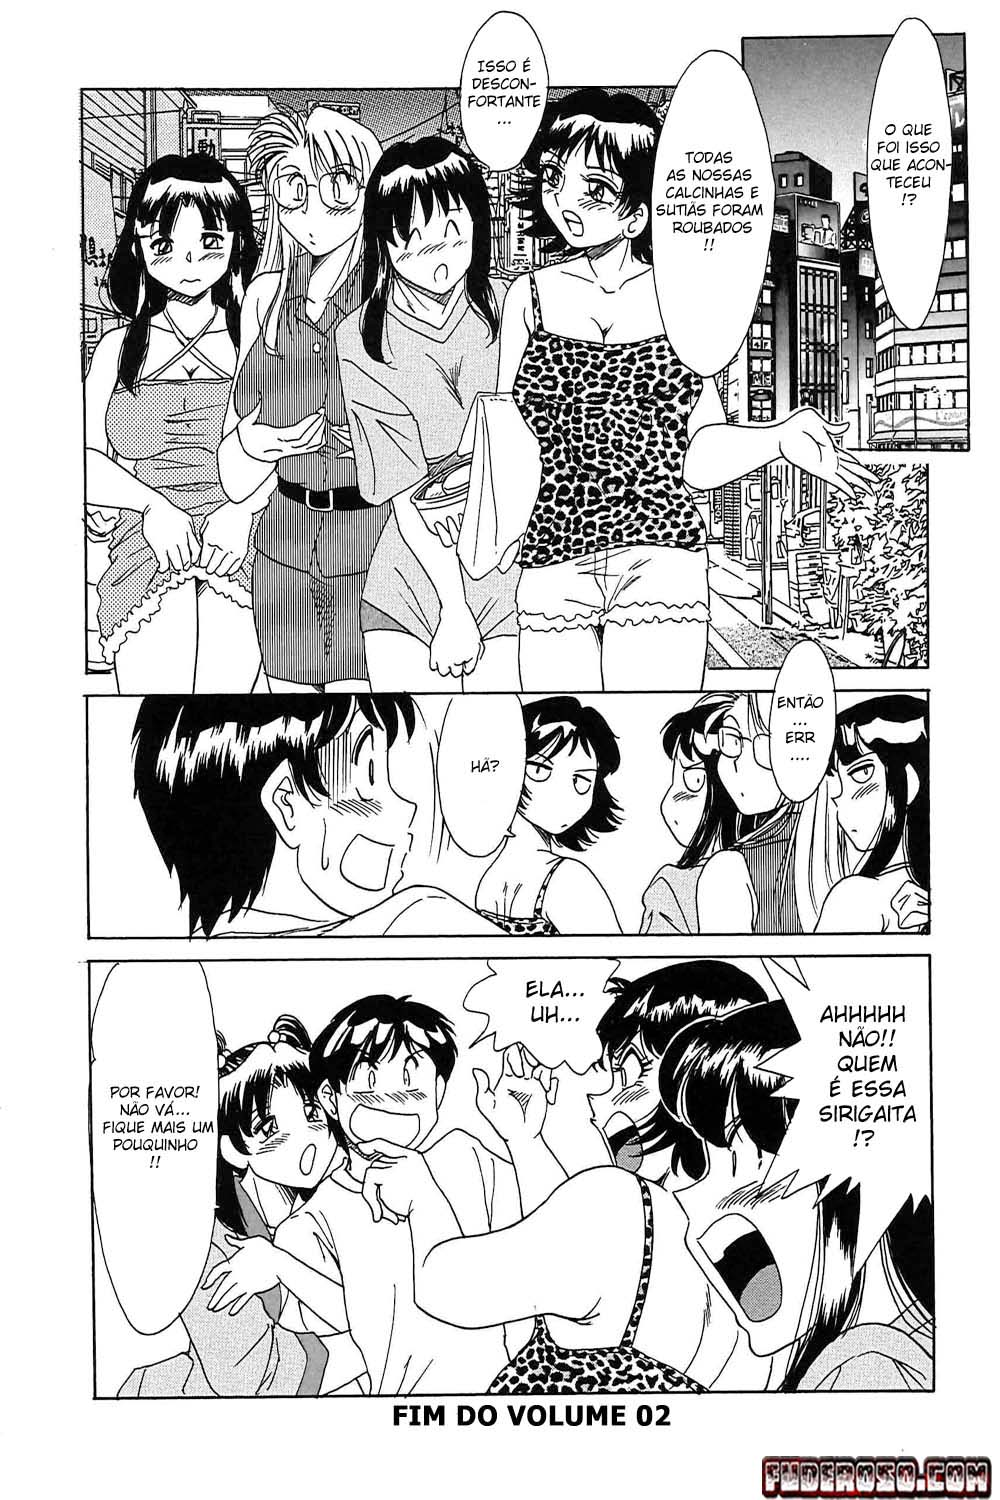 O QUE
FOI ISSO
QUE ACON-
TECEU
!?
TODAS
AS NOSSAS
CALCINHAS E
SUTIÃS FORAM
ROUBADOS
!!
ISSO É
DESCON-
FORTANTE
...
ENTÃO
...
ERR
....
HÃ?
AHHHHH
NÃO!!
QUEM
É ESSA
SIRIGAITA
!?
ELA...
UH...
POR FAVOR!
NÃO VÁ...
FIQUE MAIS UM
POUQUINHO
!!
FIM DO VOLUME 02
FUDEROSO.COM